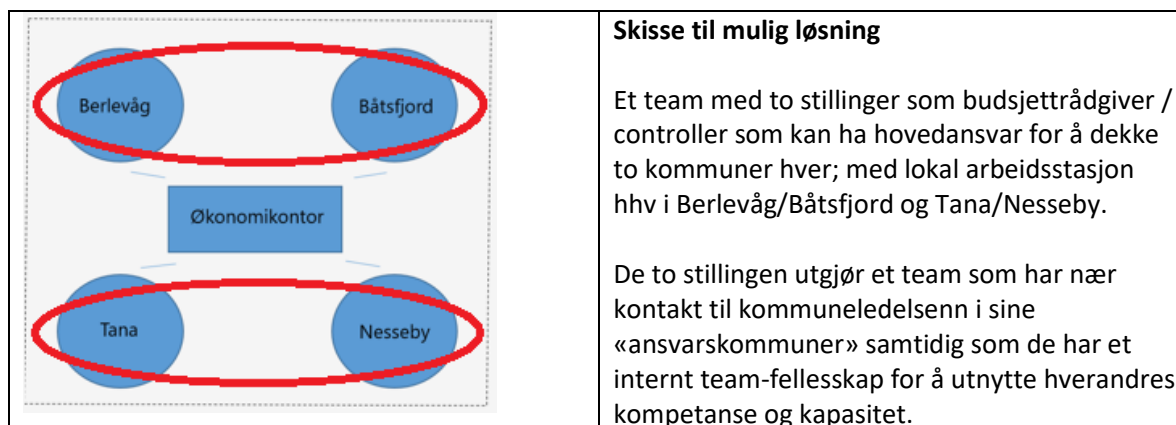 Berlevåg
Båtsfjord
Økonomikontor
Tana
Nesseby
Skisse til mulig løsning
Et team med to stillinger som budsjettrådgiver /
controller som kan ha hovedansvar for å dekke
to kommuner hver; med lokal arbeidsstasjon
hhv i Berlevåg/Båtsfjord og Tana/Nesseby.
De to stillingen utgjør et team som har nær
kontakt til kommuneledelsenn i sine
«ansvarskommuner» samtidig som de har et
internt team-fellesskap for å utnytte hverandres
kompetanse og kapasitet.